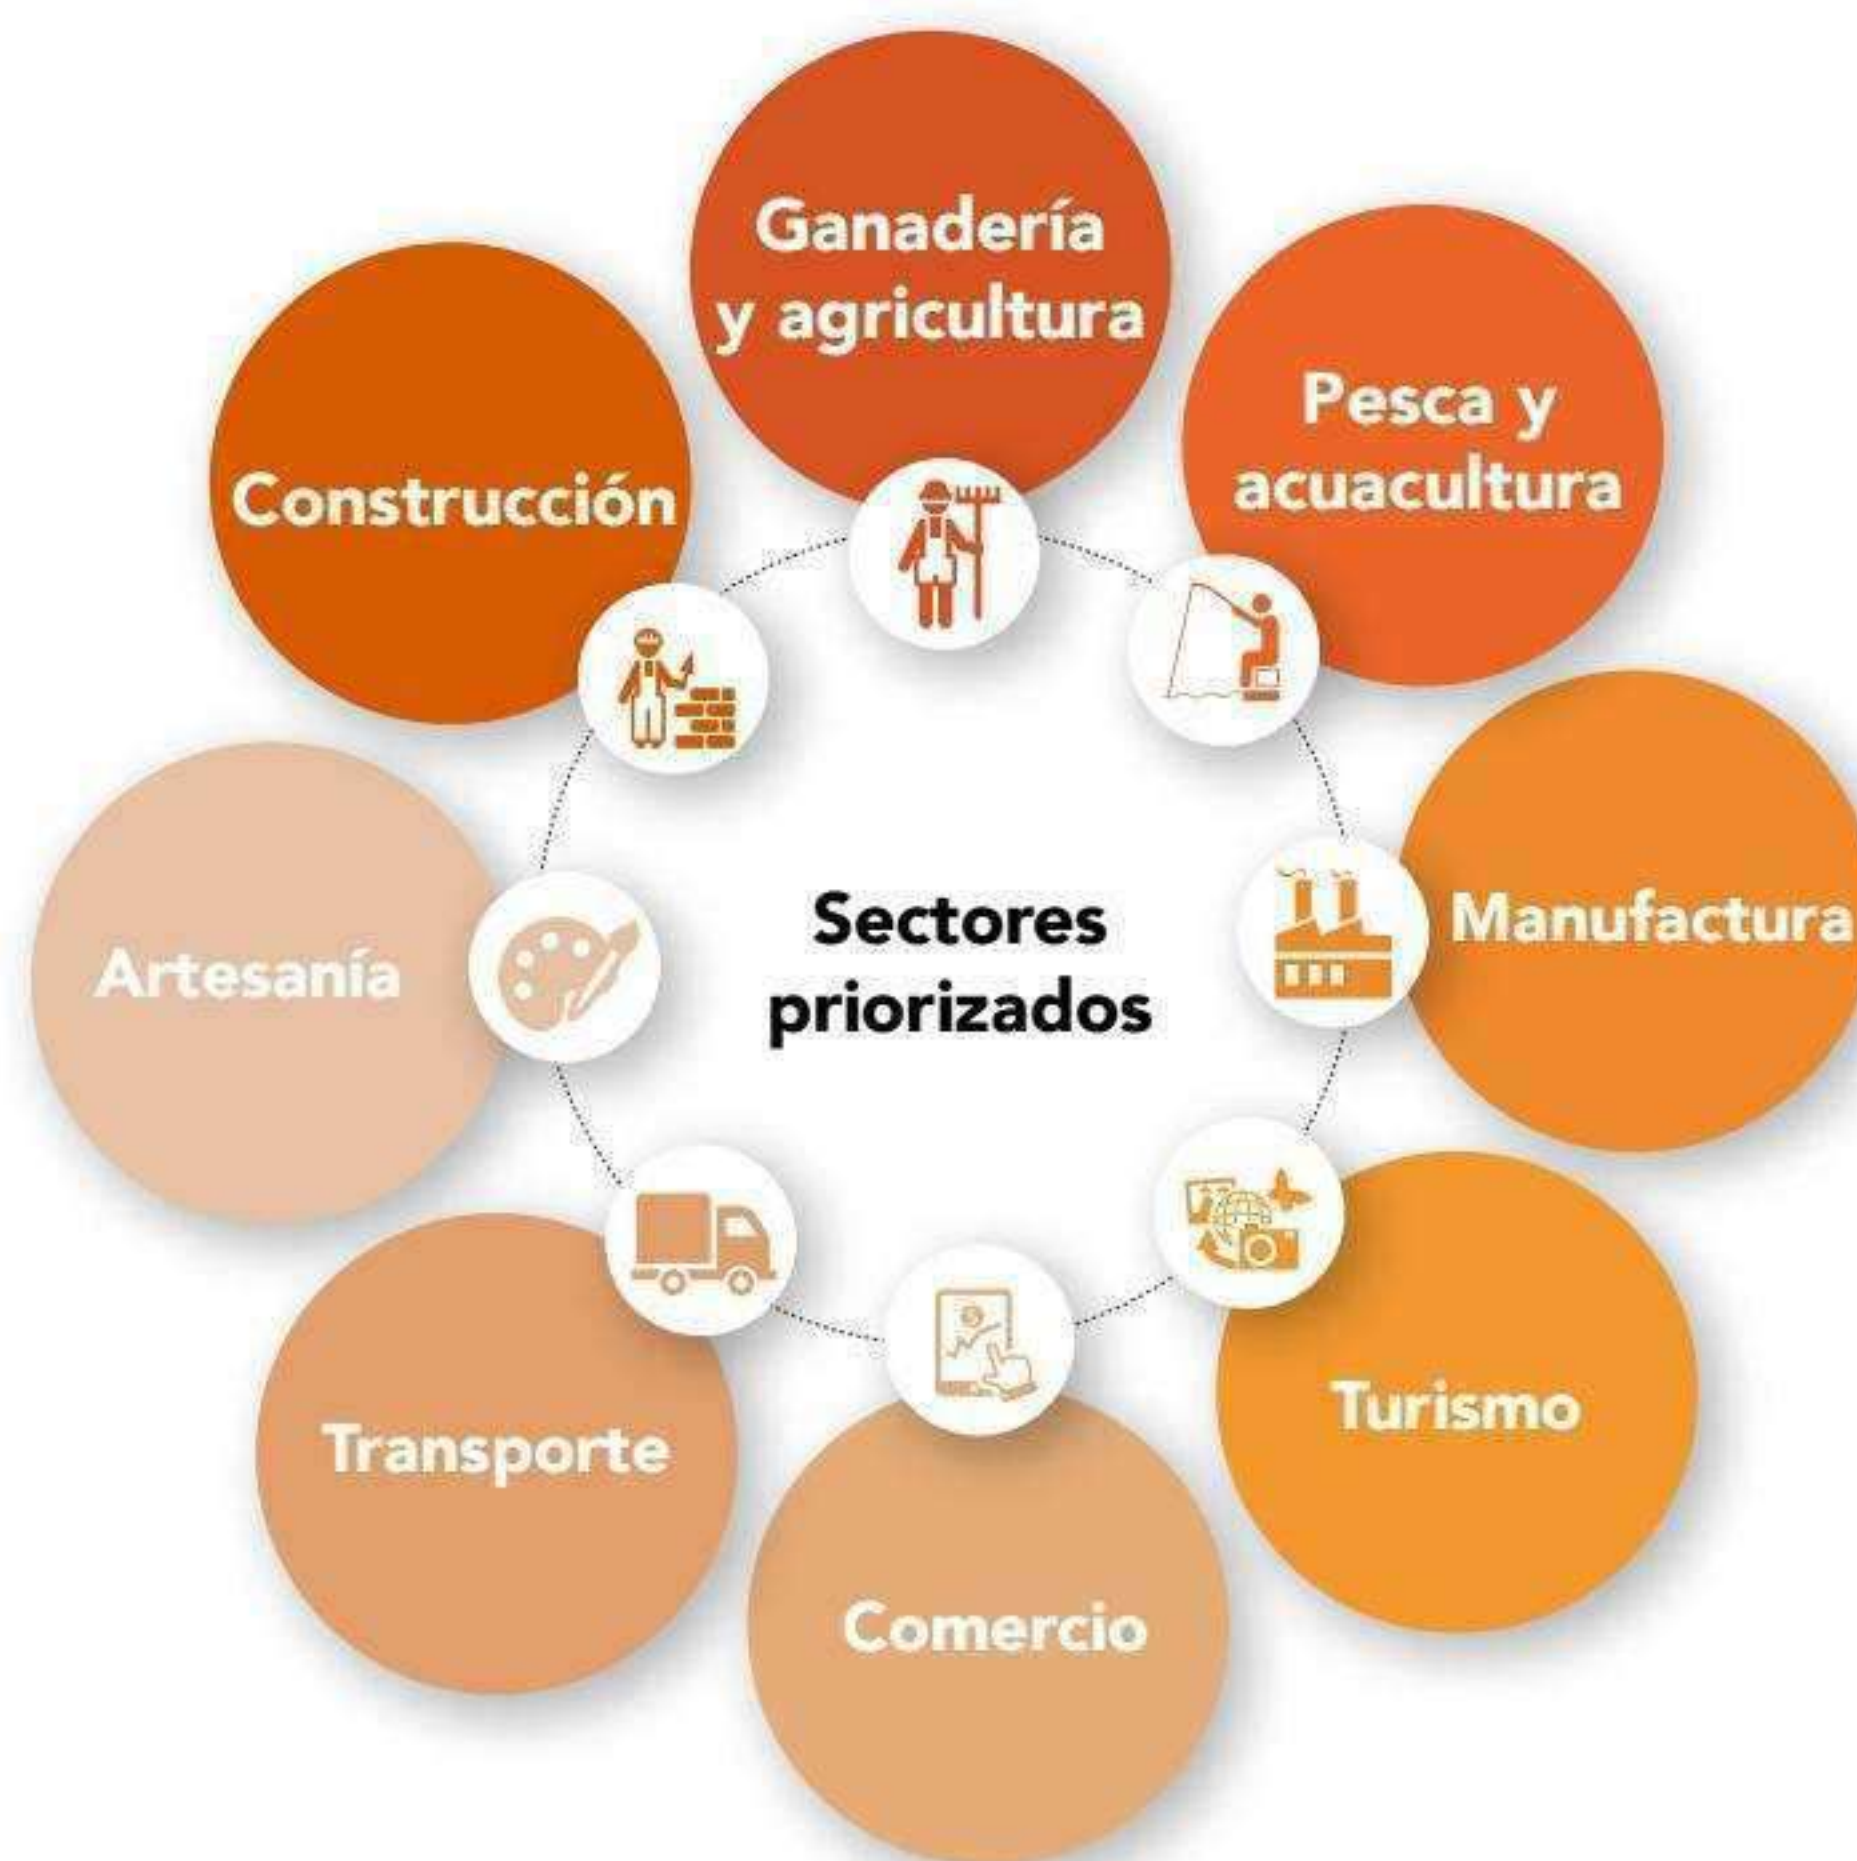 Ganadería
y agricultura
Pesca y
acuacultura
Construcción
Manufactura
Sectores
priorizados
Artesanía
Turismo
Transporte
Comercio